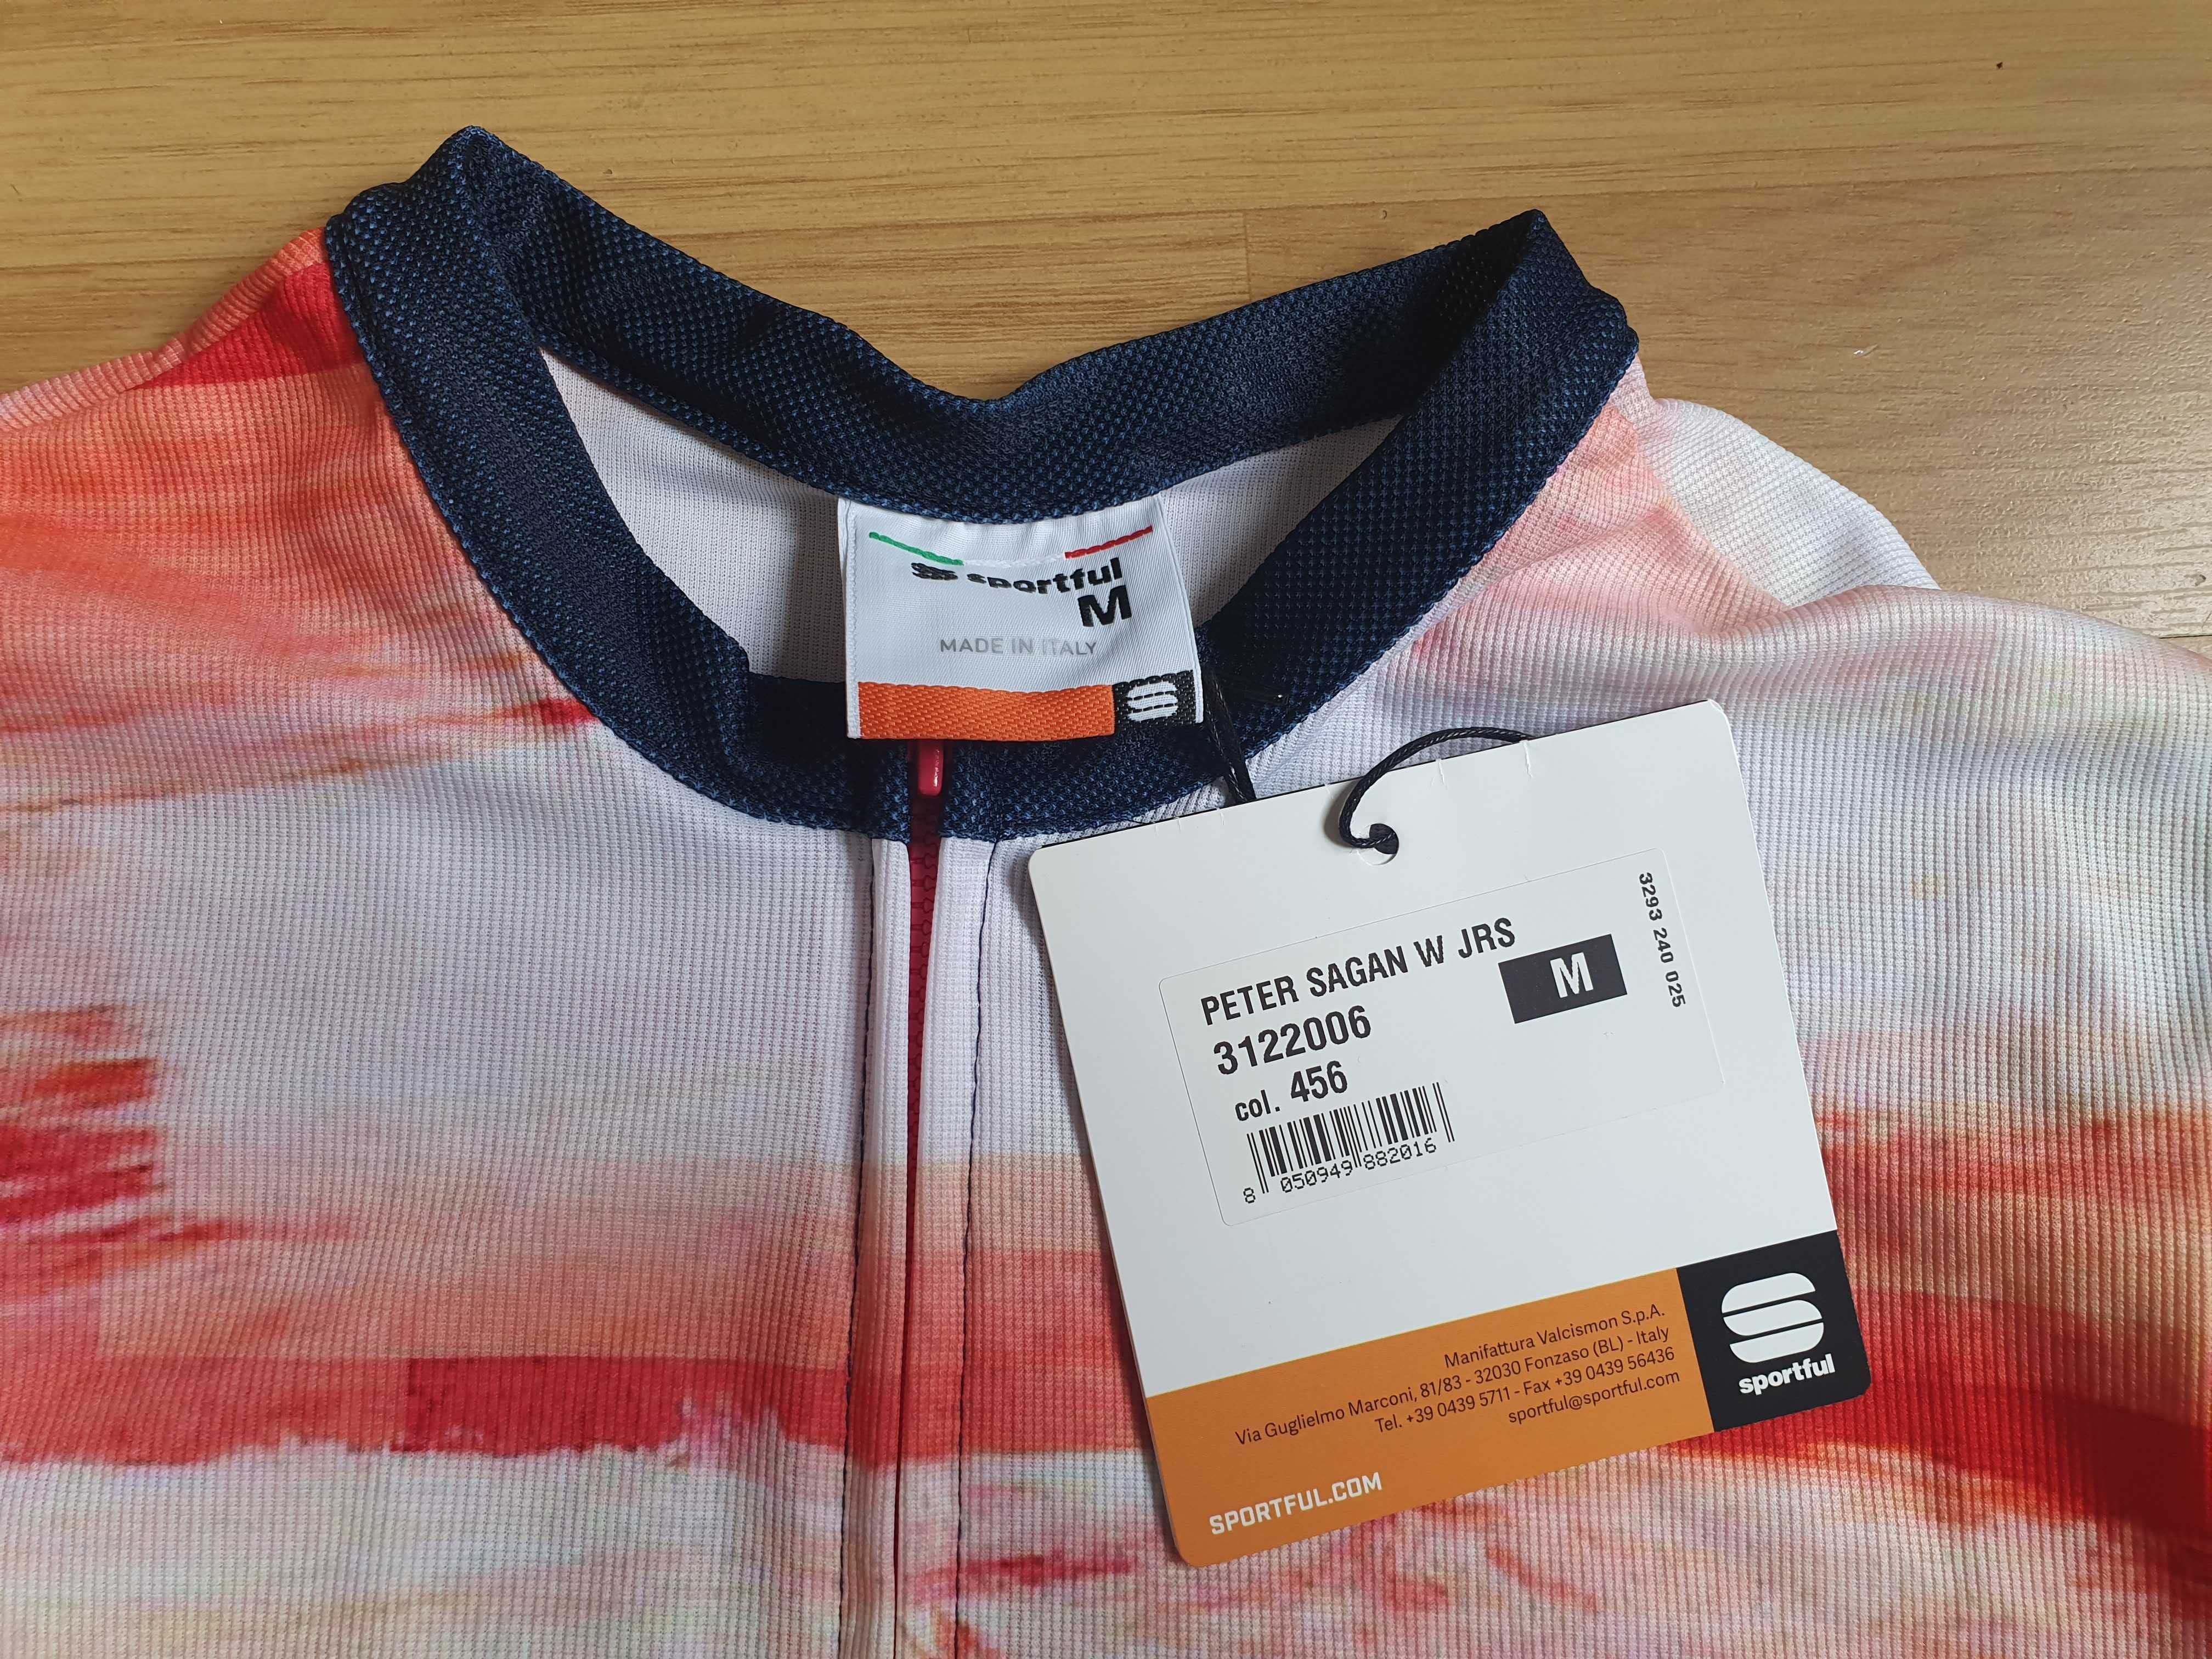 sportful
M
MADE IN ITALY
S
PETER SAGAN W JRS
3122006
M
col. 456
8 050949 882016
3293 240 025
Manifattura Valcismon S.p.A.
Via Guglielmo Marconi, 81/83 - 32030 Fonzaso (BL) - Italy
Tel. +39 0439 5711 - Fax +39 0439 56436
sportful@sportful.com
SPORTFUL.COM
S
sportful